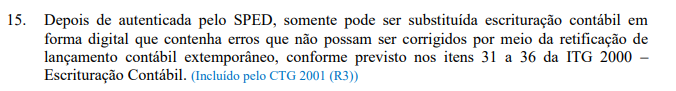 15. Depois de autenticada pelo SPED, somente pode ser substituída escrituração contábil em
forma digital que contenha erros que não possam ser corrigidos por meio da retificação de
lançamento contábil extemporâneo, conforme previsto nos itens 31 a 36 da ITG 2000 –
Escrituração Contábil. (Incluído pelo CTG 2001 (R3))